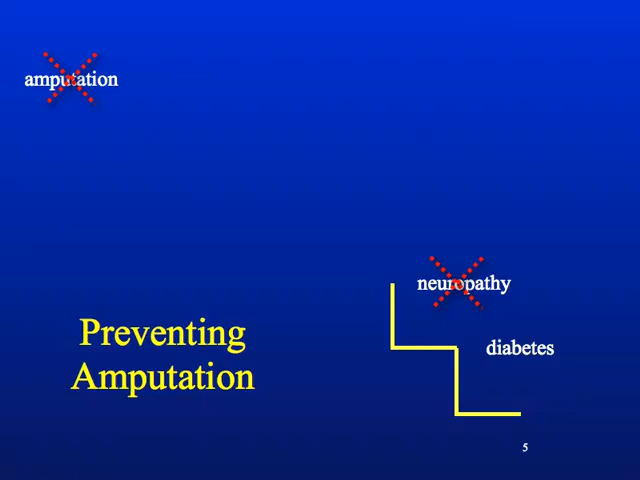 amputation
neuropathy
diabetes
Preventing
Amputation
5